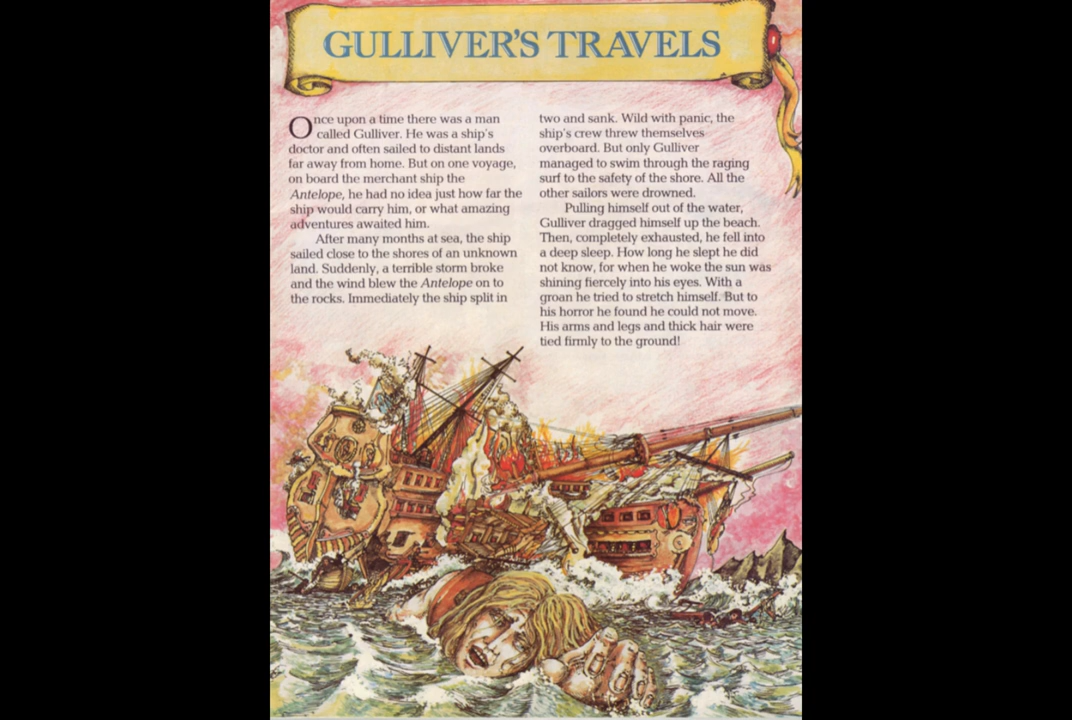 GULLIVER'S TRAVELS
Once upon a time there was a man
called Gulliver. He was a ship's
doctor and often sailed to distant lands
far away from home. But on one voyage,
on board the merchant ship the
Antelope, he had no idea just how far the
ship would carry him, or what amazing
adventures awaited him.
After many months at sea, the ship
sailed close to the shores of an unknown
land. Suddenly, a terrible storm broke
and the wind blew the Antelope on to
the rocks. Immediately the ship split in
two and sank. Wild with panic, the
ship's crew threw themselves
overboard. But only Gulliver
managed to swim through the raging
surf to the safety of the shore. All the
other sailors were drowned.
Pulling himself out of the water,
Gulliver dragged himself up the beach.
Then, completely exhausted, he fell into
a deep sleep. How long he slept he did
not know, for when he woke the sun was
shining fiercely into his eyes. With a
groan he tried to stretch himself. But to
his horror he found he could not move.
His arms and legs and thick hair were
tied firmly to the ground!